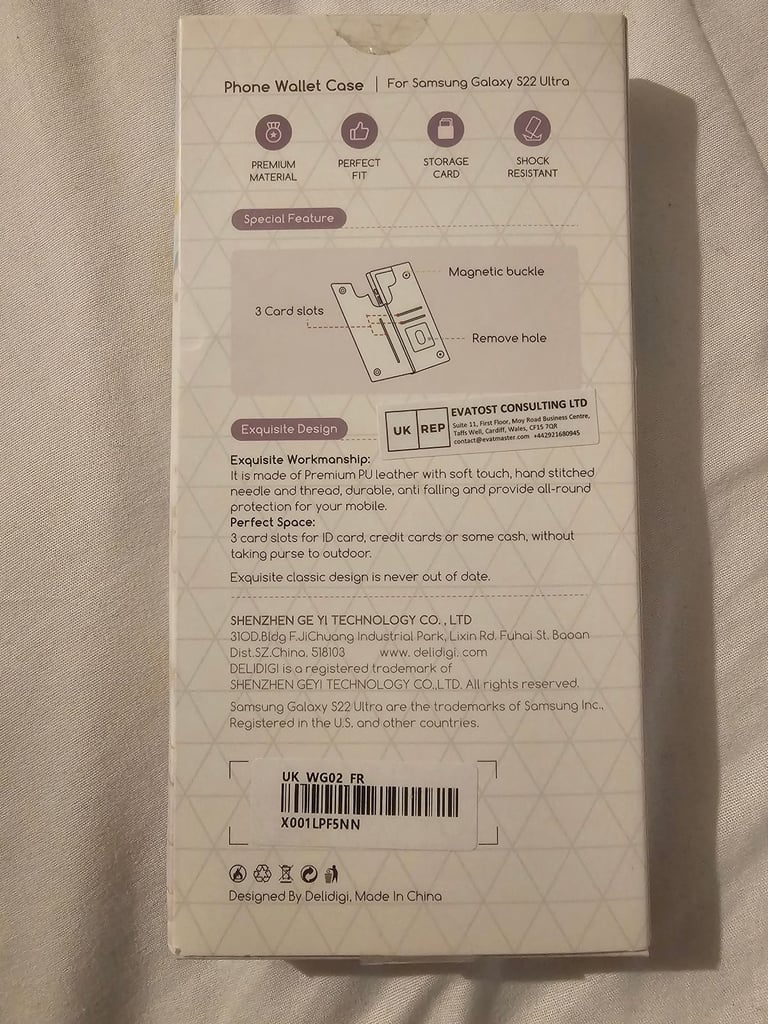 Phone Wallet Case | For Samsung Galaxy S22 Ultra
PREMIUM MATERIAL
PERFECT FIT
STORAGE CARD
SHOCK RESISTANT
Special Feature
Magnetic buckle
3 Card slots
Remove hole
UK REP
EVATOST CONSULTING LTD
Suite 11, First Floor, Moy Road Business Centre,
Taffs Well, Cardiff, Wales, CF15 7QR
contact@evatmaster.com +442921680945
Exquisite Design
Exquisite Workmanship:
It is made of Premium PU leather with soft touch, hand stitched
needle and thread, durable, anti falling and provide all-round
protection for your mobile.
Perfect Space:
3 card slots for ID card, credit cards or some cash, without
taking purse to outdoor.
Exquisite classic design is never out of date.
SHENZHEN GE YI TECHNOLOGY CO. , LTD
310D.Bldg F.JiChuang Industrial Park, Lixin Rd. Fuhai St. Baoan
Dist.SZ.China. 518103 www. delidigi. com
DELIDIGI is a registered trademark of
SHENZHEN GEYI TECHNOLOGY CO.,LTD. All rights reserved.
Samsung Galaxy S22 Ultra are the trademarks of Samsung Inc.,
Registered in the U.S. and other countries.
UK_WG02_FR
X001LPF5NN
Designed By Delidigi, Made In China